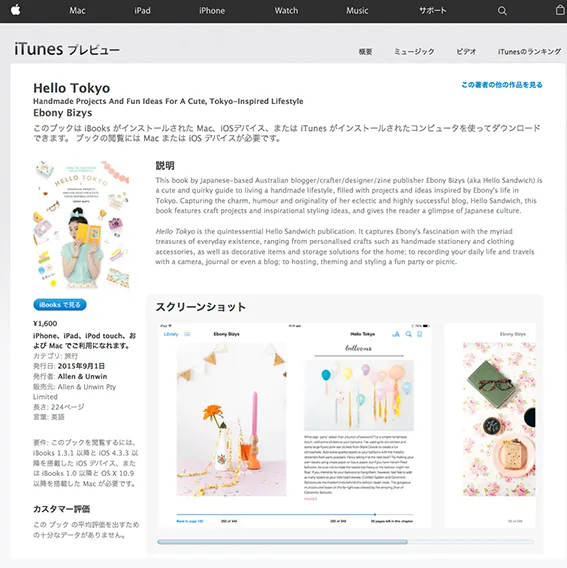 Mac
iPad
iPhone
Watch
Music
サポート
iTunes プレビュー
概要
ミュージック
ビデオ
iTunesのランキング
Hello Tokyo
この著者の他の作品を見る
Handmade Projects And Fun Ideas For A Cute, Tokyo-Inspired Lifestyle
Ebony Bizys
このブックは iBooks がインストールされた Mac、iOSデバイス、または iTunes がインストールされたコンピュータを使ってダウンロード
できます。 ブックの閲覧には Mac または iOS デバイスが必要です。
HELLO TOKYO
EBONY BIZYS
iBooks で見る
¥1,600
iPhone、iPad、iPod touch、お
よび Mac でご利用になれます。
カテゴリ: 旅行
発行日: 2015年9月1日
発行者: Allen & Unwin
販売元: Allen & Unwin Pty
Limited
長さ: 224ページ
言葉: 英語
要件: このブックを閲覧するには、
iBooks 1.3.1 以降と iOS 4.3.3 以
降を搭載した iOS デバイス、また
は iBooks 1.0 以降と OS X 10.9
以降を搭載した Mac が必要です。
カスタマー評価
この ブック の平均評価を出すため
の十分なデータがありません。
説明
This book by Japanese-based Australian blogger/crafter/designer/zine publisher Ebony Bizys (aka Hello Sandwich) is
a cute and quirky guide to living a handmade lifestyle, filled with projects and ideas inspired by Ebony's life in
Tokyo. Capturing the charm, humour and originality of her eclectic and highly successful blog, Hello Sandwich, this
book features craft projects and inspirational styling ideas, and gives the reader a glimpse of Japanese culture.
Hello Tokyo is the quintessential Hello Sandwich publication. It captures Ebony's fascination with the myriad
treasures of everyday existence, ranging from personalised crafts such as handmade stationery and clothing
accessories, as well as decorative items and storage solutions for the home; to recording your daily life and travels
with a camera, journal or even a blog; to hosting, theming and styling a fun party or picnic.
スクリーンショット
iPad
Library
Ebony Bizys
Hello Tokyo
AA
balloons
Ebony Bizys